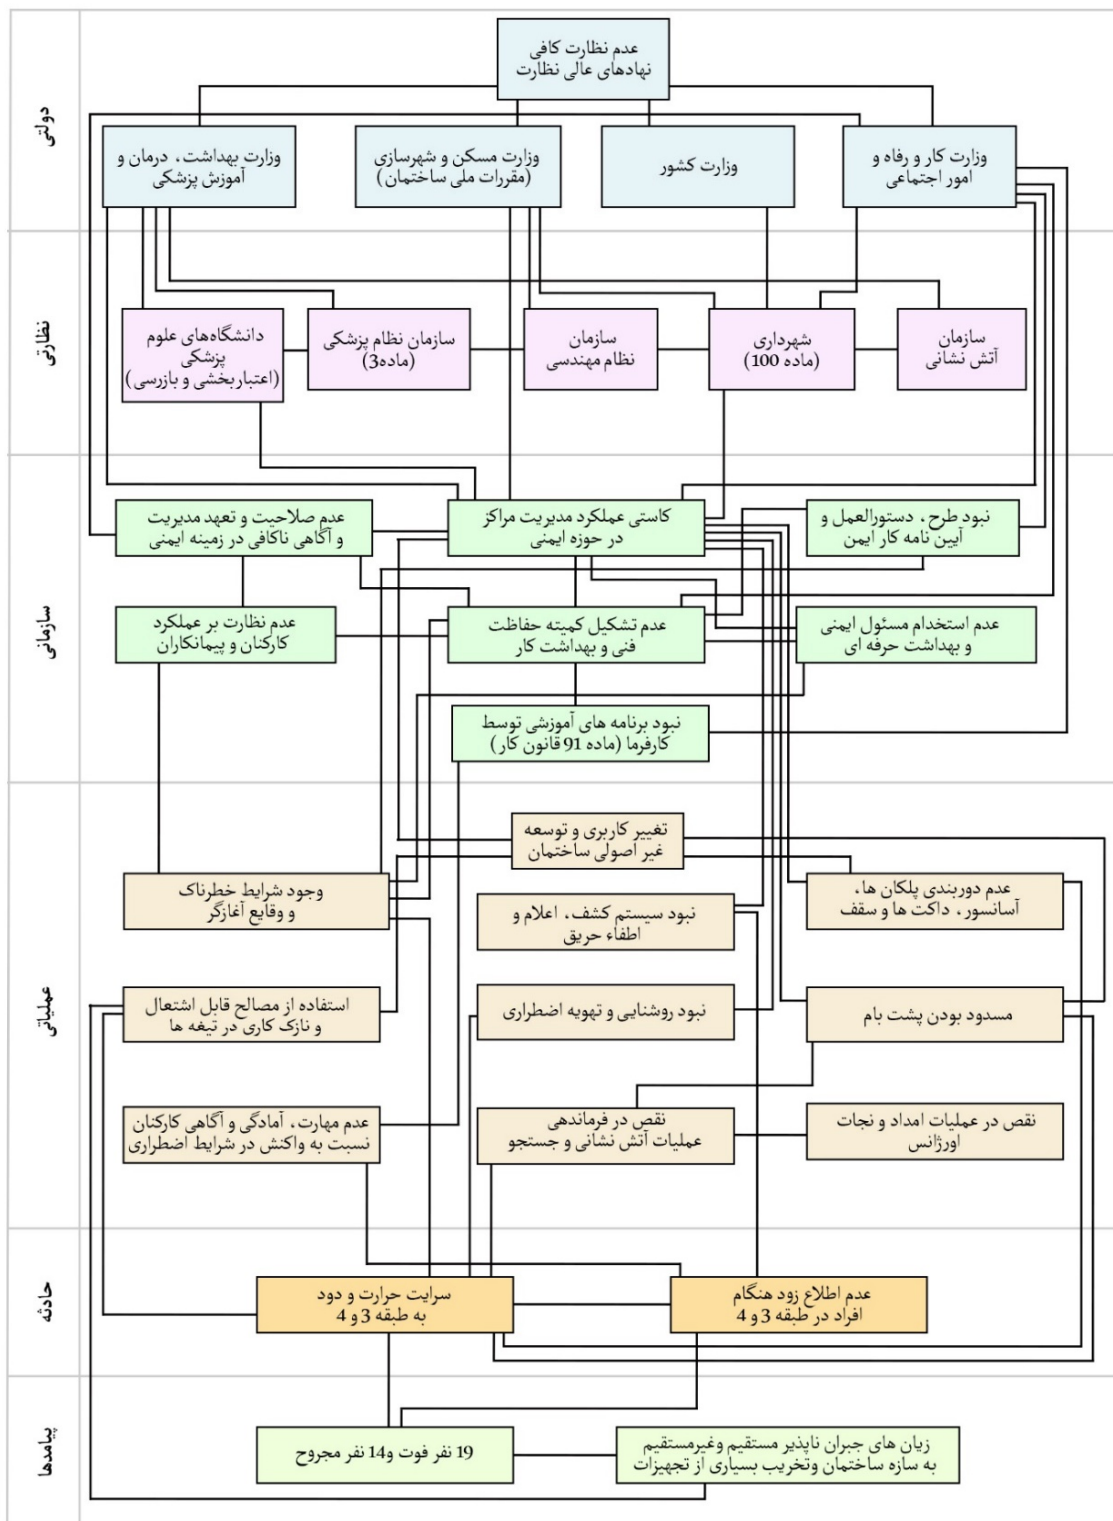 دولتی
عدم نظارت کافی
نهادهای عالی نظارت
وزارت کار و رفاه و
امور اجتماعی
وزارت کشور
وزارت مسکن و شهرسازی
(مقررات ملی ساختمان)
وزارت بهداشت، درمان و
آموزش پزشکی
نظارتی
سازمان
آتش نشانی
شهرداری
(ماده 100)
سازمان
نظام مهندسی
سازمان نظام پزشکی
(ماده3)
دانشگاه‌های علوم
پزشکی
(اعتباربخشی و بازرسی)
سازمانی
نبود طرح، دستورالعمل و
آیین نامه کار ایمن
کاستی عملکرد مدیریت مراکز
در حوزه ایمنی
عدم صلاحیت و تعهد مدیریت
و آگاهی ناکافی در زمینه ایمنی
عدم استخدام مسئول ایمنی
و بهداشت حرفه ای
عدم تشکیل کمیته حفاظت
فنی و بهداشت کار
عدم نظارت بر عملکرد
کارکنان و پیمانکاران
نبود برنامه های آموزشی توسط
کارفرما (ماده 91 قانون کار)
عملیاتی
تغییر کاربری و توسعه
غیر اصولی ساختمان
عدم دوربندی پلکان ها،
آسانسور، داکت ها و سقف
نبود سیستم کشف، اعلام و
اطفاء حریق
وجود شرایط خطرناک
و وقایع آغازگر
مسدود بودن پشت بام
نبود روشنایی و تهویه اضطراری
استفاده از مصالح قابل اشتعال
و نازک کاری در تیغه ها
نقص در عملیات امداد و نجات
اورژانس
نقص در فرماندهی
عملیات آتش نشانی و جستجو
عدم مهارت، آمادگی و آگاهی کارکنان
نسبت به واکنش در شرایط اضطراری
حادثه
عدم اطلاع زود هنگام
افراد در طبقه 3 و 4
سرایت حرارت و دود
به طبقه 3 و 4
پیامدها
زیان های جبران ناپذیر مستقیم وغیرمستقیم
به سازه ساختمان وتخریب بسیاری از تجهیزات
19 نفر فوت و14 نفر مجروح